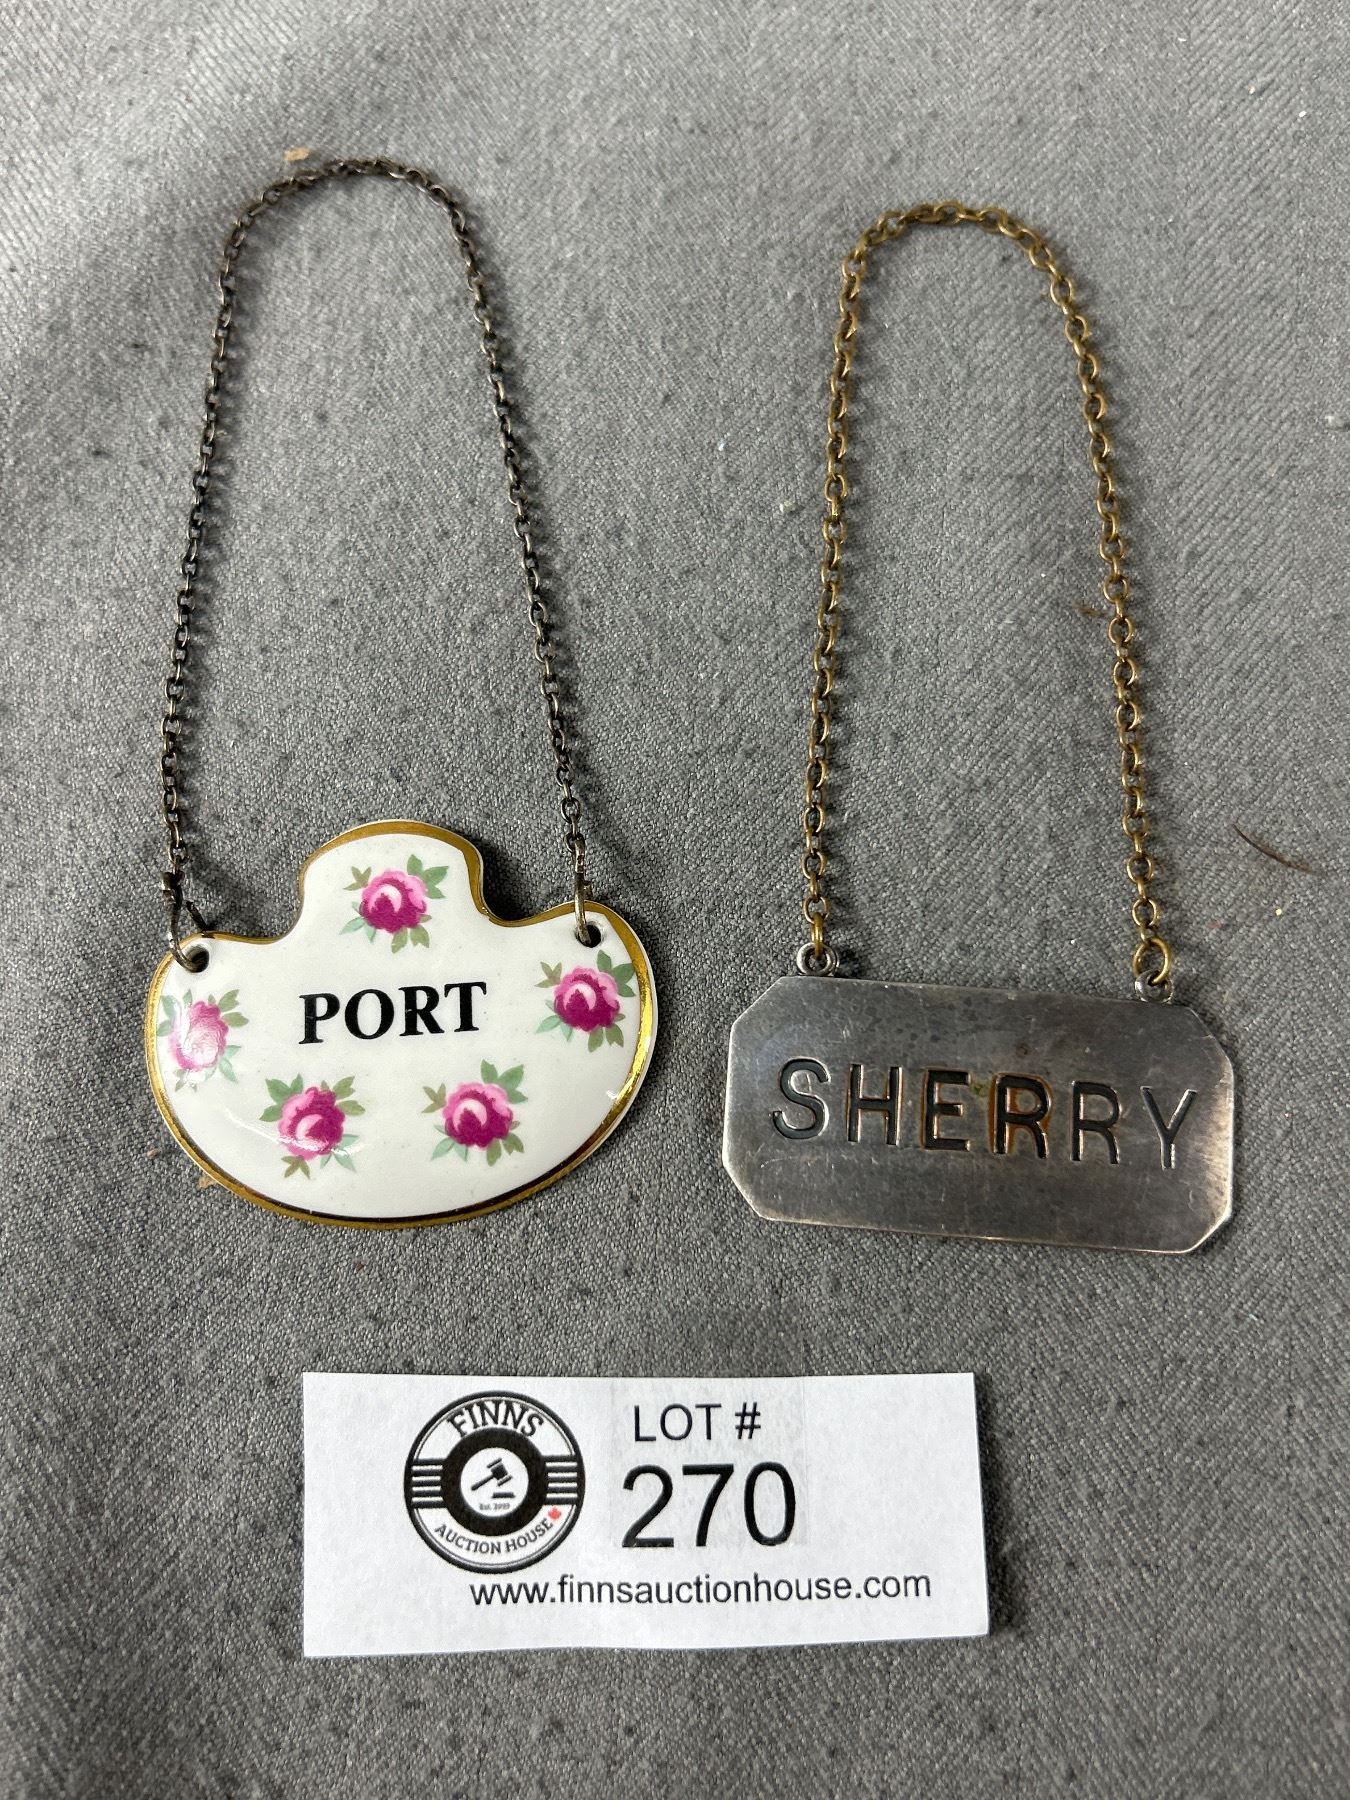 PORT
SHERRY
FINNS
AUCTION HOUSE
LOT #
270
www.finnsauctionhouse.com